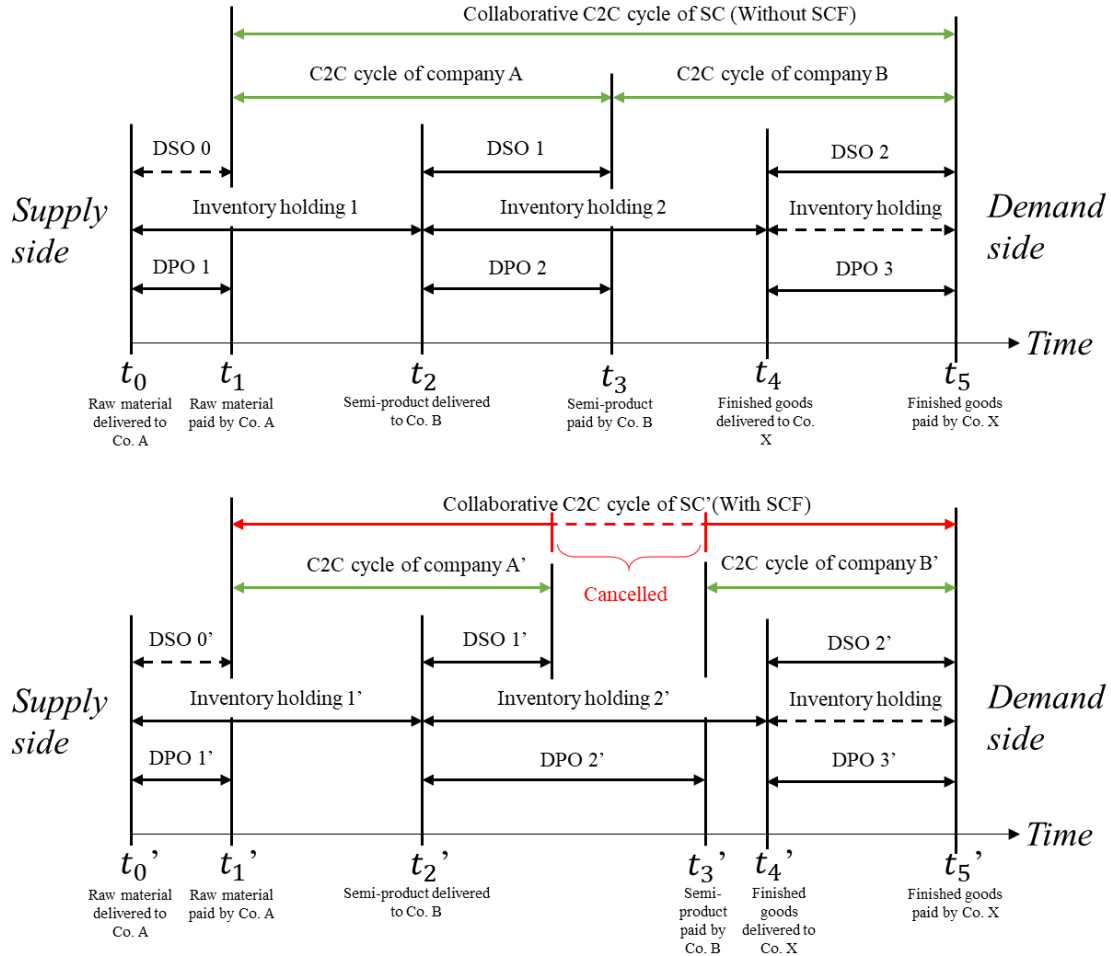 Collaborative C2C cycle of SC (Without SCF)
C2C cycle of company A
C2C cycle of company B
DSO 0
DSO 1
DSO 2
Supply
side
Inventory holding 1
Inventory holding 2
Inventory holding
Demand
side
DPO 1
DPO 2
DPO 3
Time
t₀
t₁
t₂
t₃
t₄
t₅
Raw material
delivered to
Co. A
Raw material
paid by Co. A
Semi-product delivered
to Co. B
Semi-product
paid by Co. B
Finished goods
delivered to Co.
X
Finished goods
paid by Co. X
Collaborative C2C cycle of SC’(With SCF)
C2C cycle of company A’
Cancelled
C2C cycle of company B’
DSO 0’
DSO 1’
DSO 2’
Supply
side
Inventory holding 1’
Inventory holding 2’
Inventory holding
Demand
side
DPO 1’
DPO 2’
DPO 3’
Time
t₀’
t₁’
t₂’
t₃’
t₄’
t₅’
Raw material
delivered to
Co. A
Raw material
paid by Co. A
Semi-product delivered
to Co. B
Semi-
product
paid by
Co. B
Finished
goods
delivered to
Co. X
Finished goods
paid by Co. X